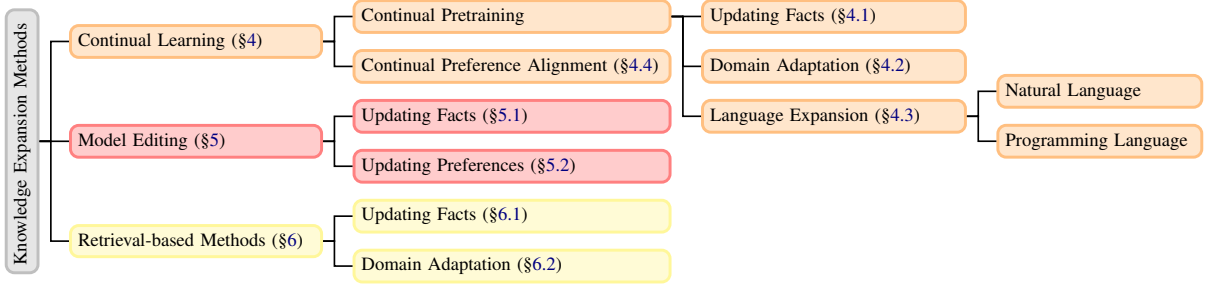 Knowledge Expansion Methods
Continual Learning (§4)
Continual Pretraining
Updating Facts (§4.1)
Domain Adaptation (§4.2)
Language Expansion (§4.3)
Natural Language
Programming Language
Continual Preference Alignment (§4.4)
Model Editing (§5)
Updating Facts (§5.1)
Updating Preferences (§5.2)
Retrieval-based Methods (§6)
Updating Facts (§6.1)
Domain Adaptation (§6.2)